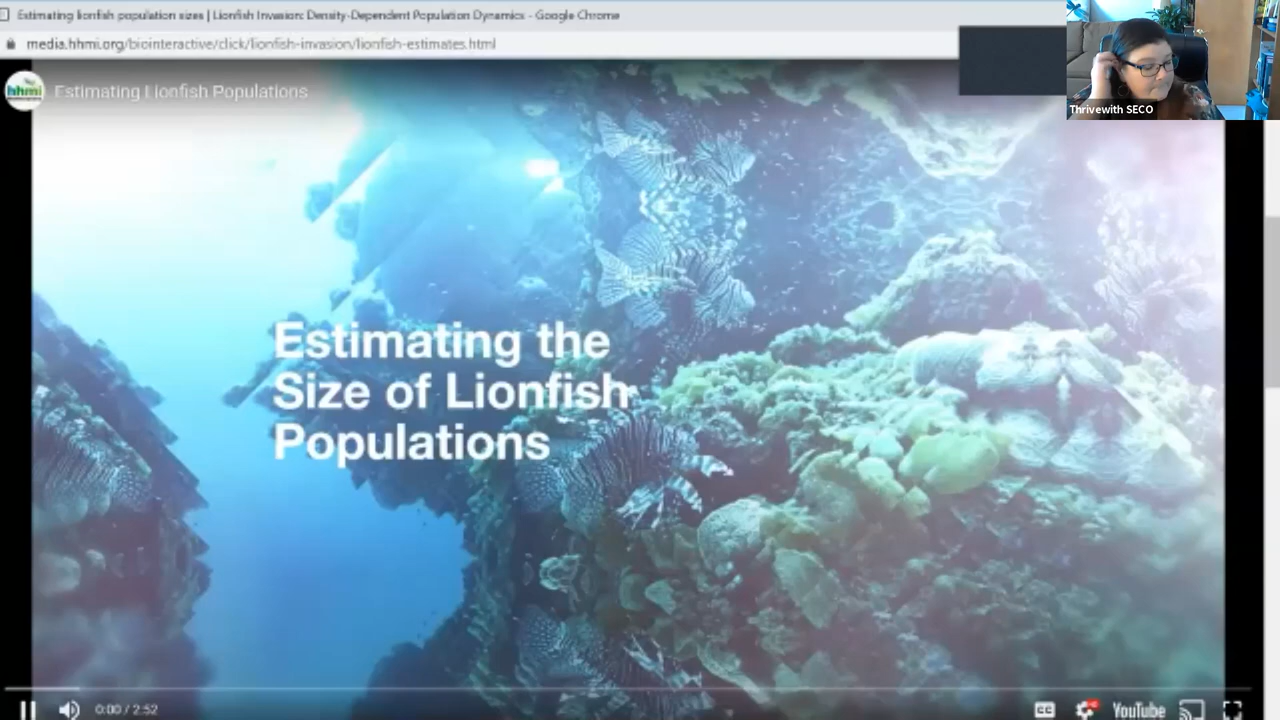 Estimating lionfish population sizes | Lionfish Invasion: Density-Dependent Population Dynamics - Google Chrome
media.hhmi.org/biointeractive/click/lionfish-invasion/lionfish-estimates.html
hhmi
Estimating Lionfish Populations
Thrivewith SECO
Estimating the
Size of Lionfish
Populations
0:00 / 2:52
CC
YouTube